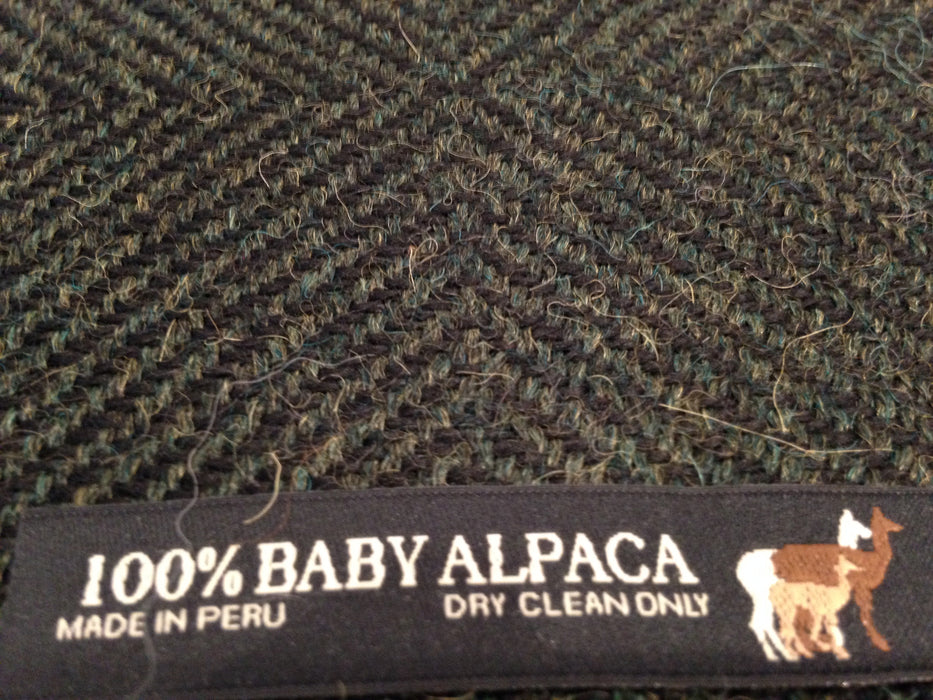 100% BABY ALPACA
MADE IN PERU DRY CLEAN ONLY